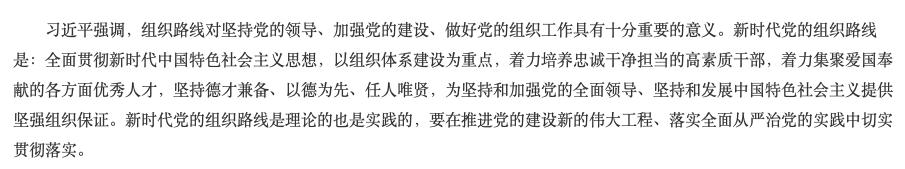 习近平强调，组织路线对坚持党的领导、加强党的建设、做好党的组织工作具有十分重要的意义。新时代党的组织路线
是：全面贯彻新时代中国特色社会主义思想，以组织体系建设为重点，着力培养忠诚干净担当的高素质干部，着力集聚爱国奉
献的各方面优秀人才，坚持德才兼备、以德为先、任人唯贤，为坚持和加强党的全面领导、坚持和发展中国特色社会主义提供
坚强组织保证。新时代党的组织路线是理论的也是实践的，要在推进党的建设新的伟大工程、落实全面从严治党的实践中切实
贯彻落实。